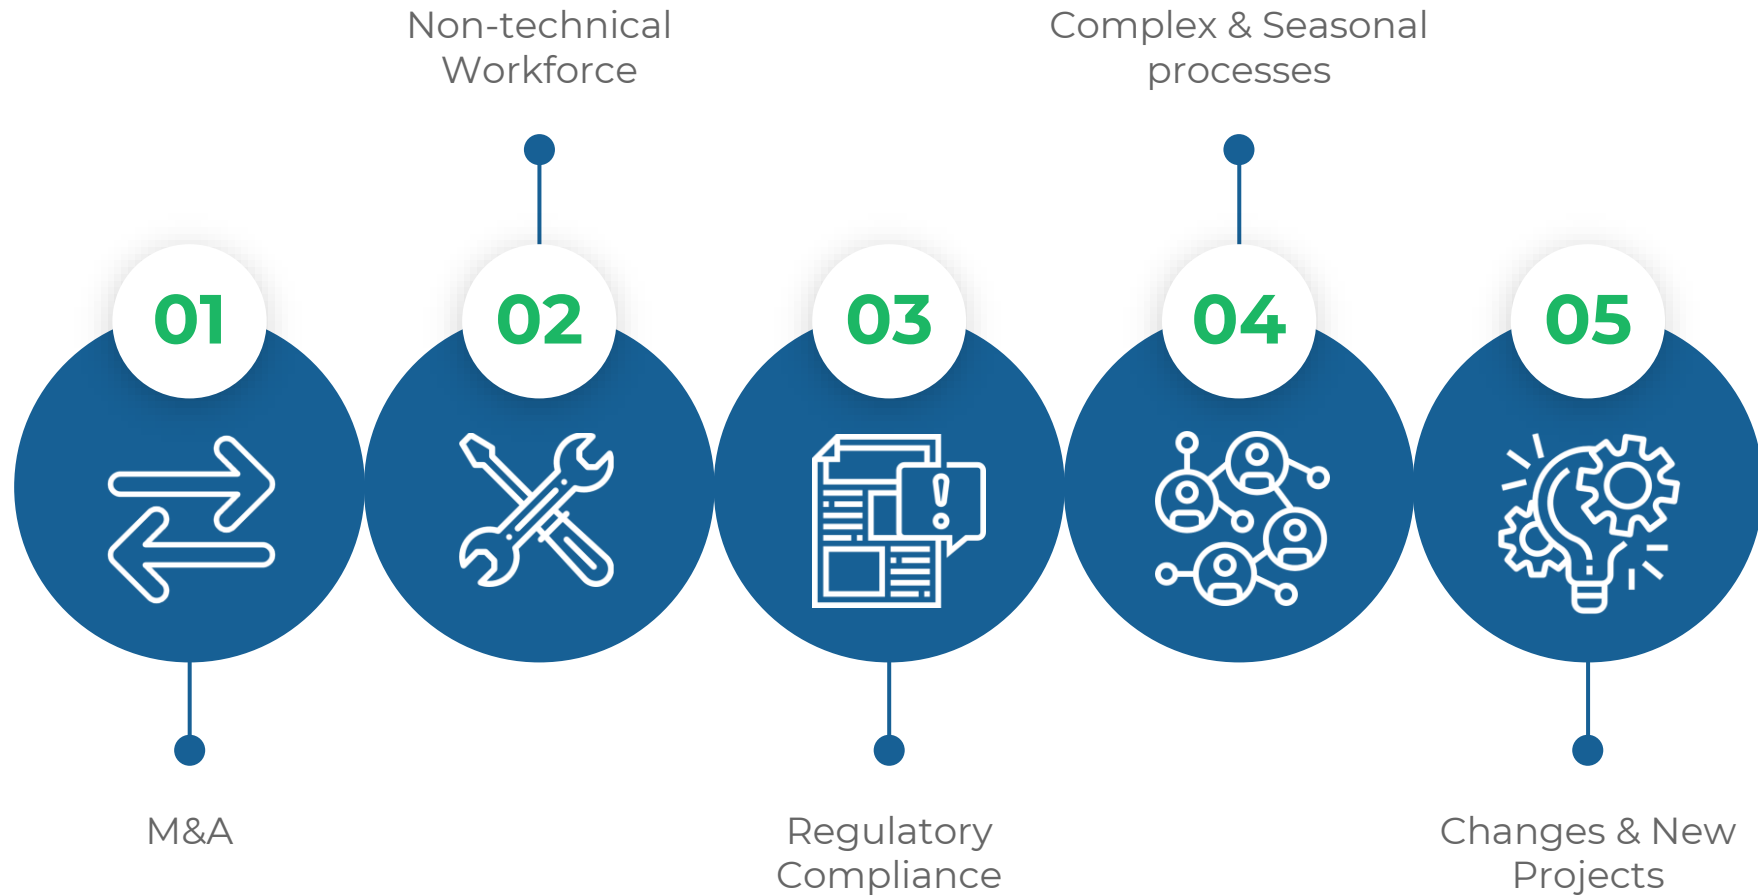 Non-technical
Workforce
Complex & Seasonal
processes
01
02
03
04
05
M&A
Regulatory
Compliance
Changes & New
Projects